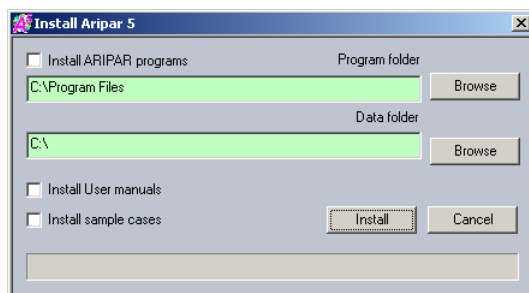 Install Aripar 5
Install ARIPAR programs Program folder
C:\Program Files Browse
Data folder
C:\ Browse
Install User manuals
Install sample cases Install Cancel